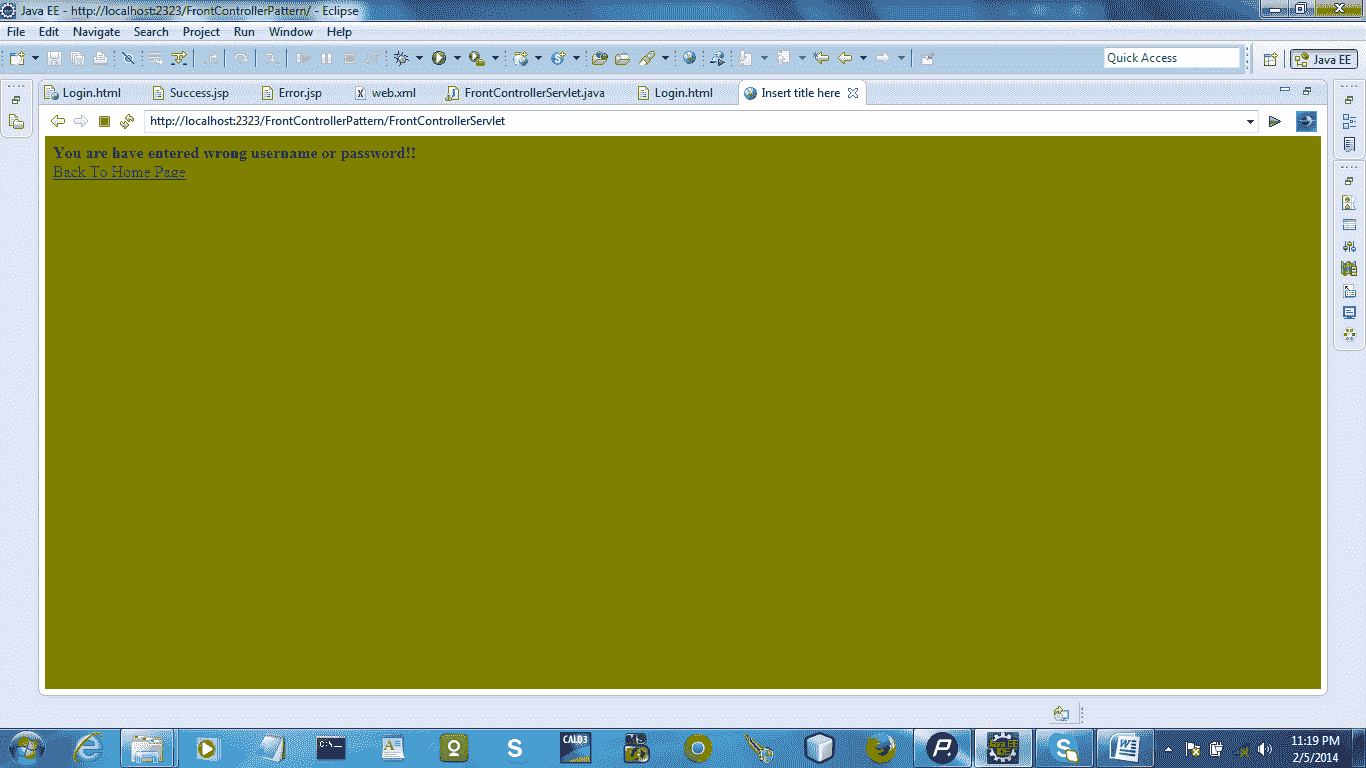 Java EE - http://localhost:2323/FrontControllerPattern/ - Eclipse
File Edit Navigate Search Project Run Window Help
Quick Access
Java EE
Login.html Success.jsp Error.jsp web.xml FrontControllerServlet.java Login.html Insert title here
http://localhost:2323/FrontControllerPattern/FrontControllerServlet
You are have entered wrong username or password!!
Back To Home Page
CALD3
Java EE
IDE
11:19 PM
2/5/2014